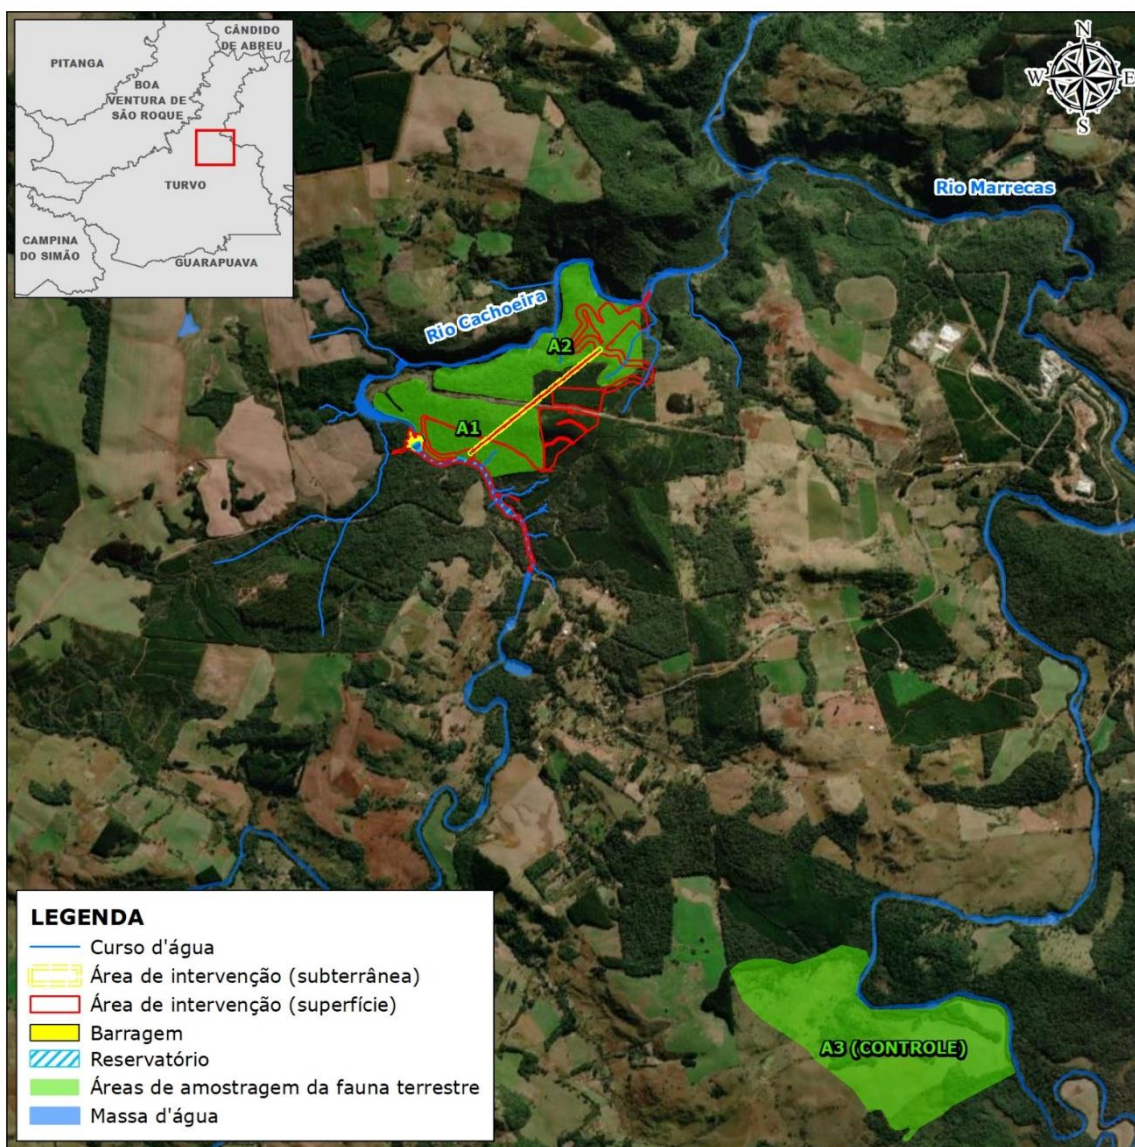 CÂNDIDO
DE ABREU
PITANGA
BOA
VENTURA DE
SÃO ROQUE
TURVO
CAMPINA
DO SIMÃO
GUARAPUAVA
N
W
E
S
Rio Marrecas
Rio Cachoeira
A2
A1
A3 (CONTROLE)
LEGENDA
Curso d'água
Área de intervenção (subterrânea)
Área de intervenção (superfície)
Barragem
Reservatório
Áreas de amostragem da fauna terrestre
Massa d'água